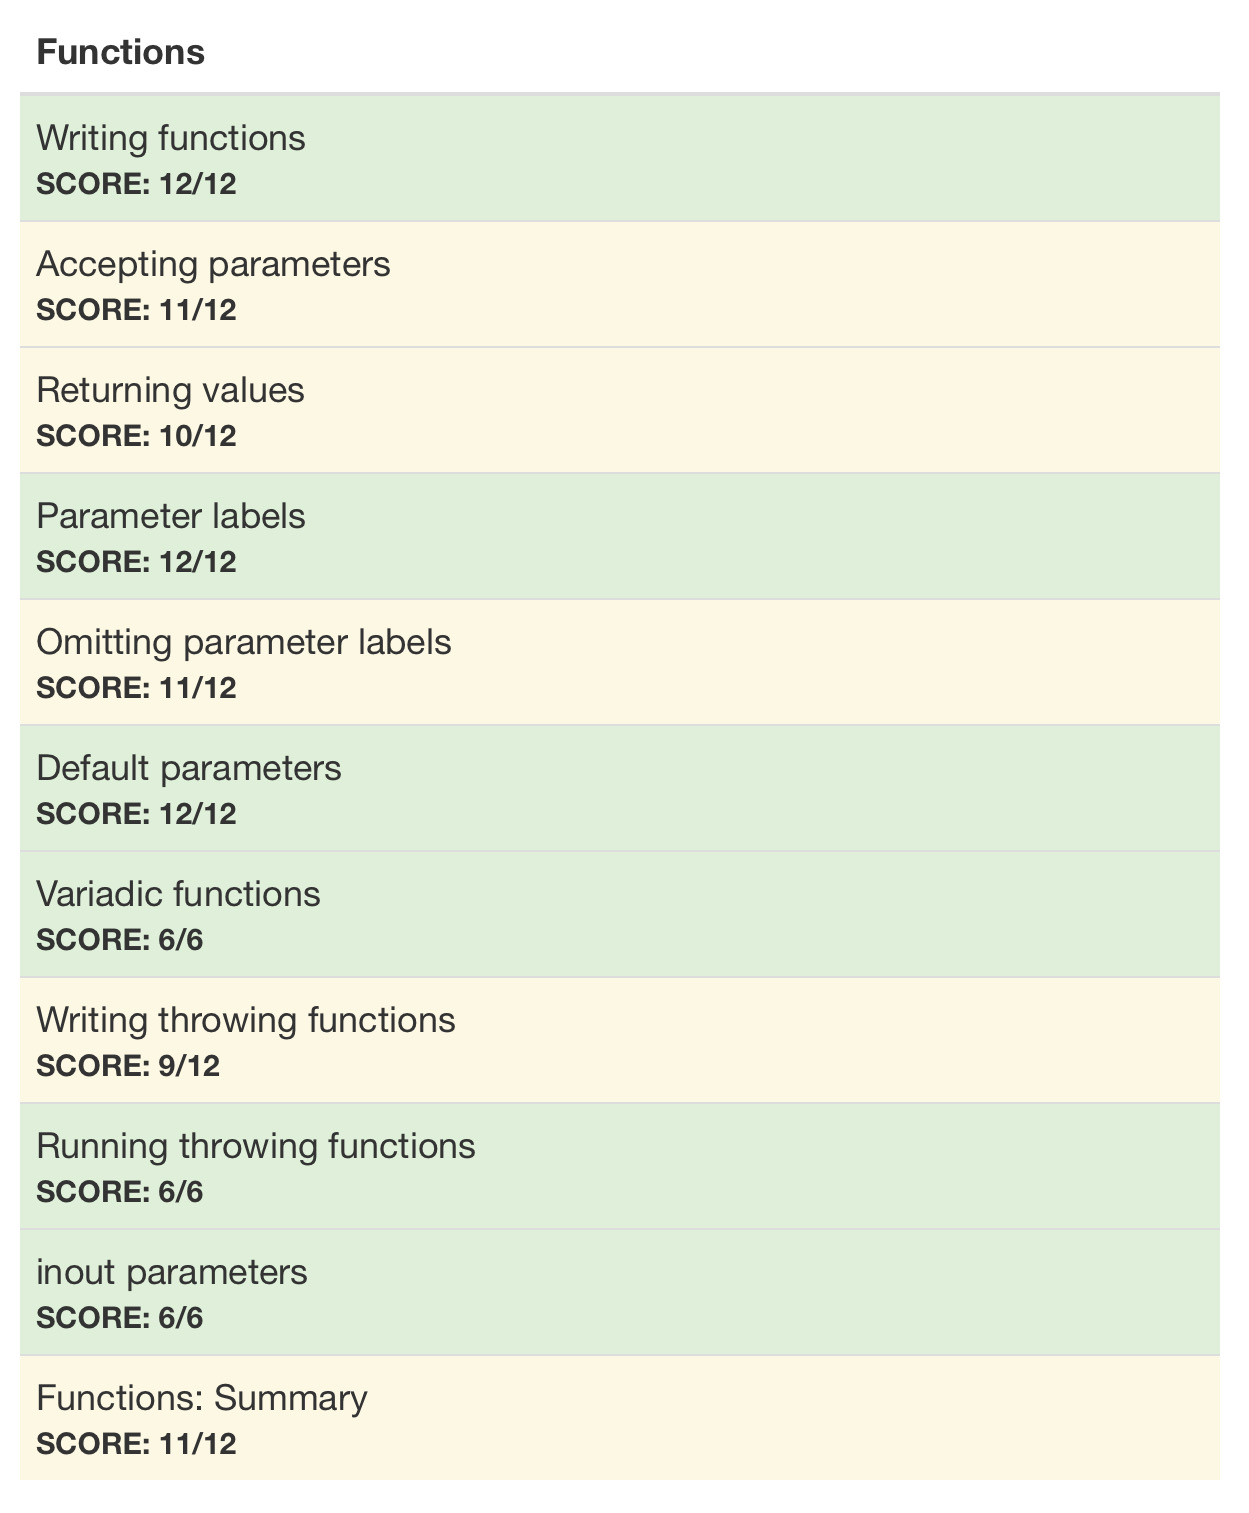 Functions
Writing functions
SCORE: 12/12
Accepting parameters
SCORE: 11/12
Returning values
SCORE: 10/12
Parameter labels
SCORE: 12/12
Omitting parameter labels
SCORE: 11/12
Default parameters
SCORE: 12/12
Variadic functions
SCORE: 6/6
Writing throwing functions
SCORE: 9/12
Running throwing functions
SCORE: 6/6
inout parameters
SCORE: 6/6
Functions: Summary
SCORE: 11/12